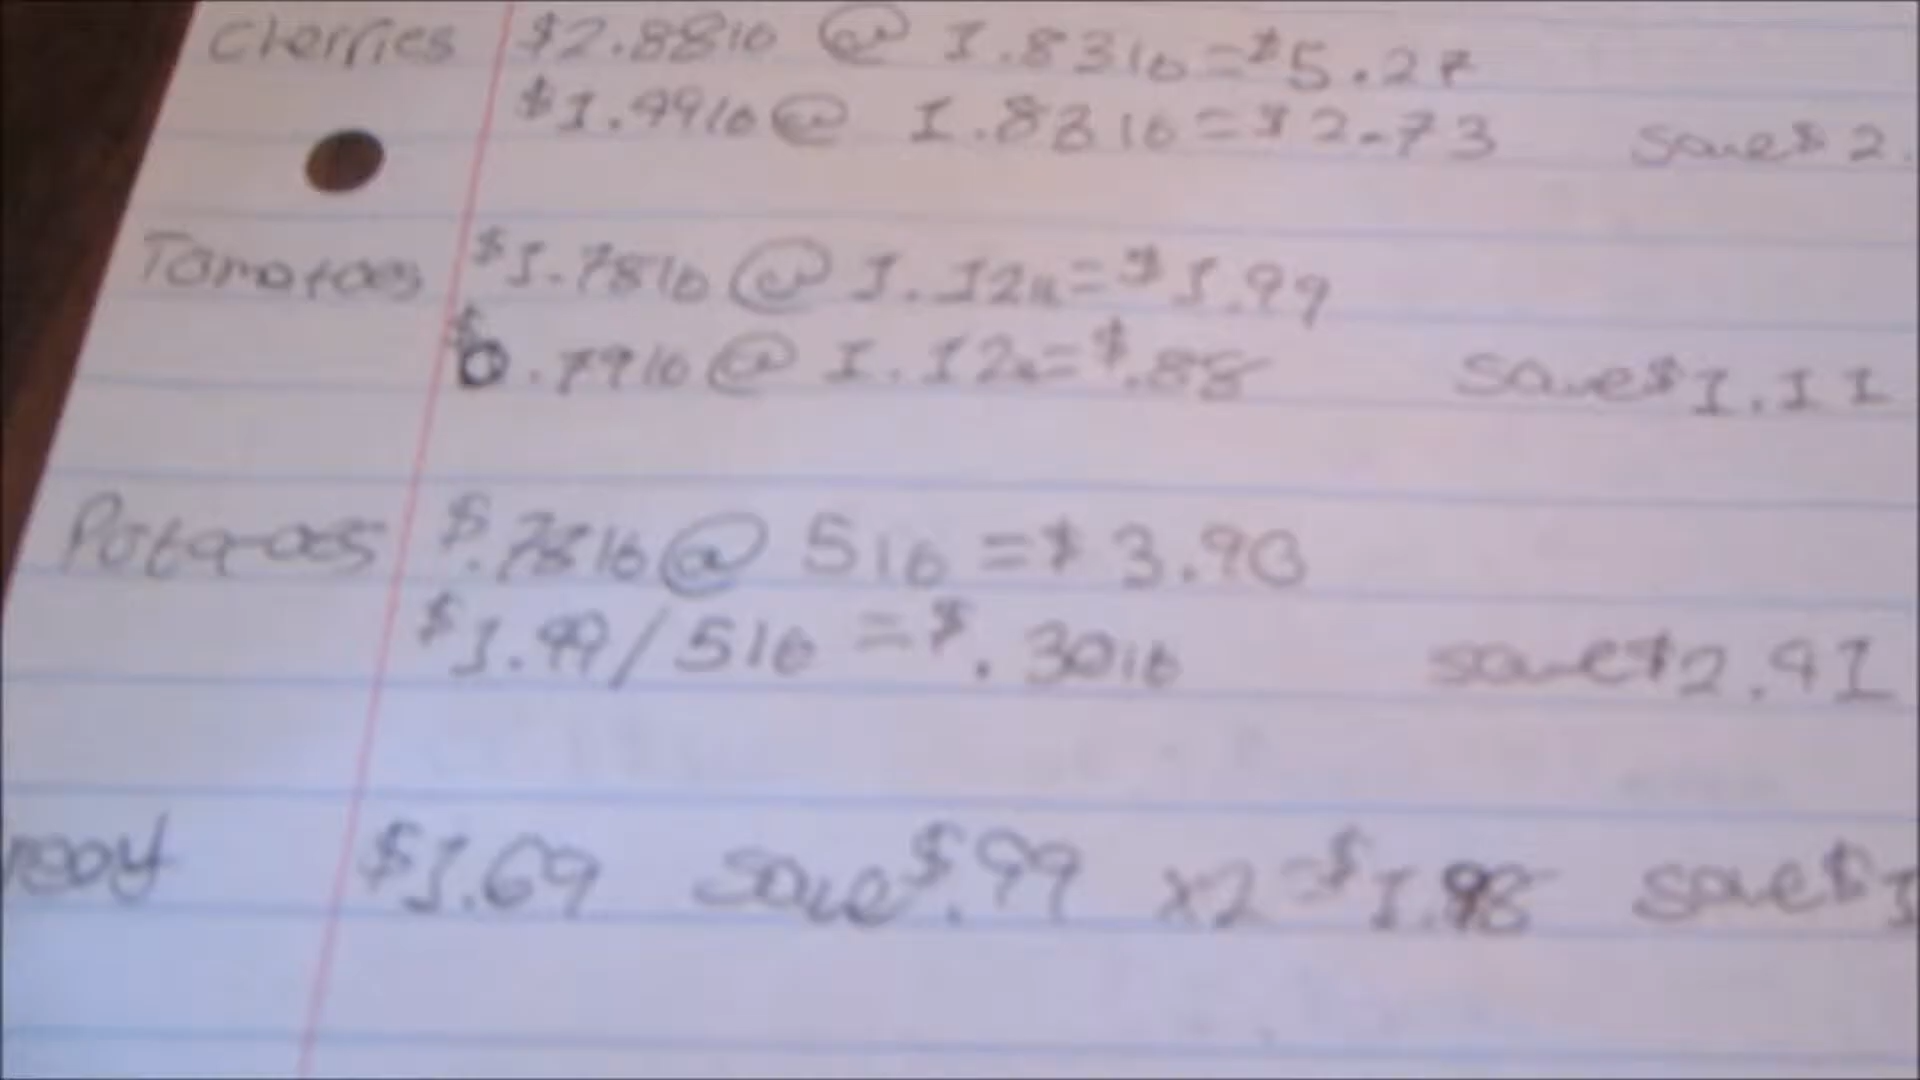 Cherries $2.88lb @ 1.83lb = $5.27
$1.49lb @ 1.83lb = $2.73 save $2.
Tomatoes $1.78lb @ 1.12lb = $1.99
$0.79lb @ 1.12lb = $.88 save $1.11
Potatoes $.78lb @ 5lb = $3.90
$1.49/5lb = $.30lb save $2.41
$1.69 save $.99 x2 = $1.98 save $1